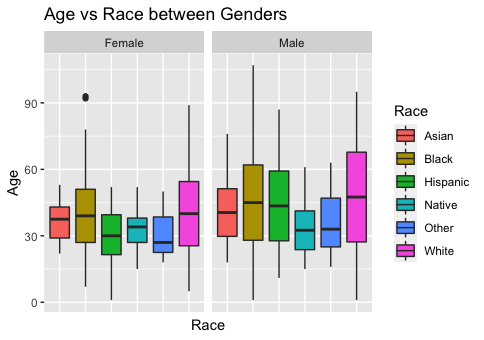 Age vs Race between Genders
Female
Male
90
60
30
0
Age
Race
Race
Asian
Black
Hispanic
Native
Other
White